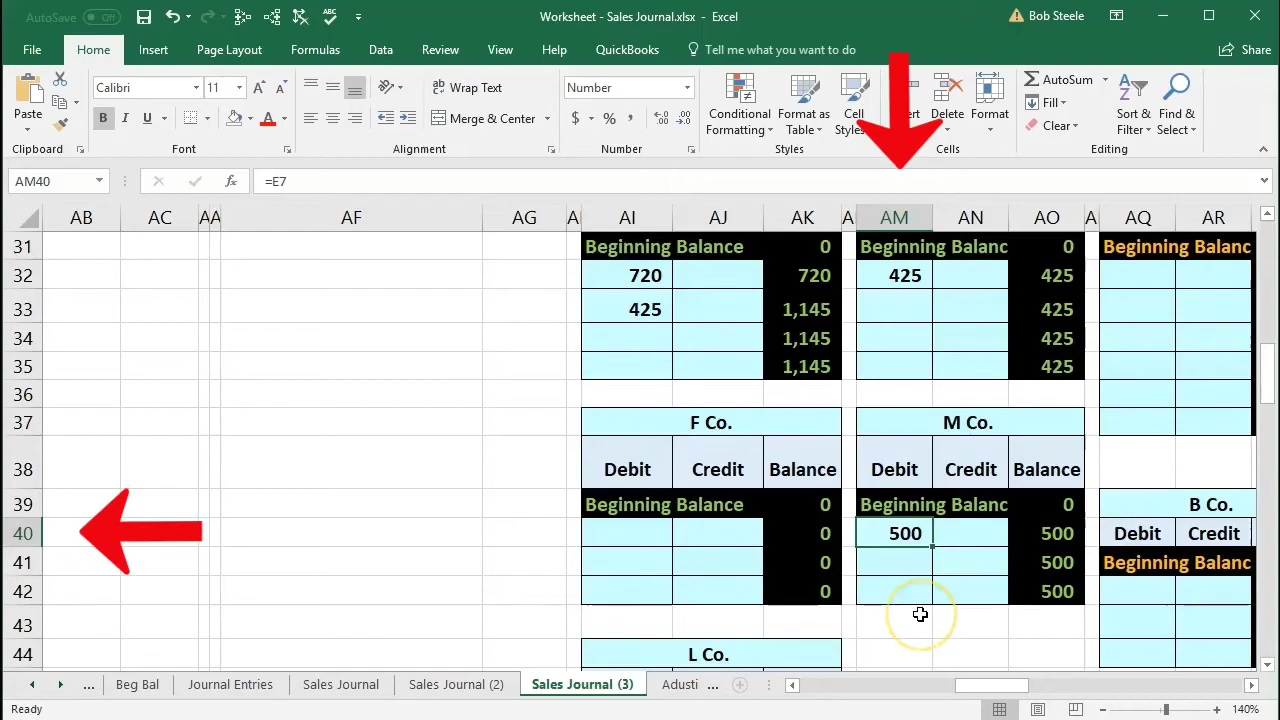 AutoSave Off Worksheet - Sales Journal.xlsx - Excel Bob Steele
File Home Insert Page Layout Formulas Data Review View Help QuickBooks Tell me what you want to do Share
Paste
Calibri 11
B I U A
Wrap Text
Merge & Center
Number
$ % ,
Conditional Formatting
Format as Table
Cell Styles
Delete
Format
AutoSum
Fill
Clear
Sort & Filter
Find & Select
Clipboard Font Alignment Number Styles Cells Editing
AM40 fx =E7
AB AC AF AG AI AJ AK AM AN AO AQ AR
31 Beginning Balance 0 Beginning Balanc 0 Beginning Balanc
32 720 720 425 425
33 425 1,145 425
34 1,145 425
35 1,145 425
36
37 F Co. M Co.
38 Debit Credit Balance Debit Credit Balance
39 Beginning Balance 0 Beginning Balanc 0 B Co.
40 0 500 500 Debit Credit
41 0 500 Beginning Balanc
42 0 500
43
44 L Co.
... Beg Bal Journal Entries Sales Journal Sales Journal (2) Sales Journal (3) Adusti ...
Ready 140%